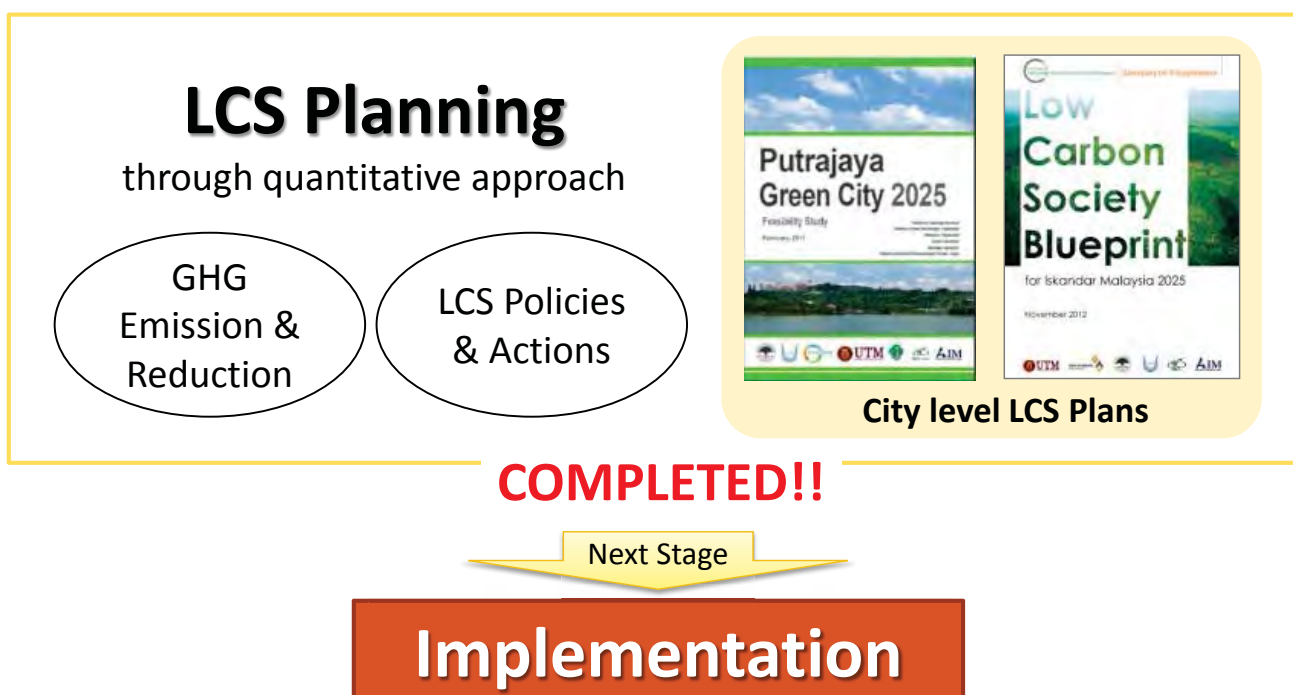 LCS Planning
through quantitative approach
GHG
Emission &
Reduction
LCS Policies
& Actions
Putrajaya
Green City 2025
Feasibility Study
February 2011
UTM
AIM
Low
Carbon
Society
Blueprint
for Iskandar Malaysia 2025
November 2012
UTM
AIM
City level LCS Plans
COMPLETED!!
Next Stage
Implementation